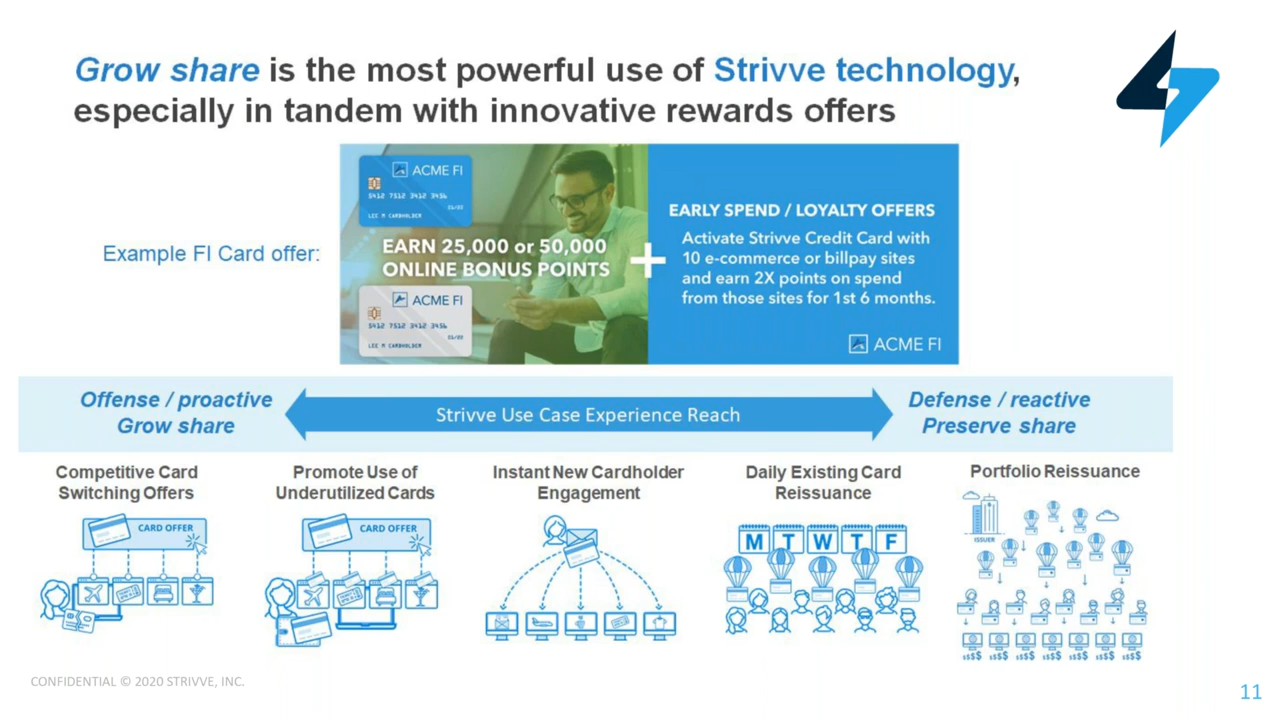 Grow share is the most powerful use of Strivve technology,
especially in tandem with innovative rewards offers
Example FI Card offer:
ACME FI
5412 7512 3412 3456
LEE M CARDHOLDER
EARN 25,000 or 50,000
ONLINE BONUS POINTS
ACME FI
5412 7512 3412 3456
LEE M CARDHOLDER
+
EARLY SPEND / LOYALTY OFFERS
Activate Strivve Credit Card with
10 e-commerce or billpay sites
and earn 2X points on spend
from those sites for 1st 6 months.
ACME FI
Offense / proactive
Grow share
Strivve Use Case Experience Reach
Defense / reactive
Preserve share
Competitive Card
Switching Offers
CARD OFFER
Promote Use of
Underutilized Cards
CARD OFFER
Instant New Cardholder
Engagement
Daily Existing Card
Reissuance
M T W T F
Portfolio Reissuance
ISSUER
$$$$ $$$$ $$$$ $$$$ $$$$ $$$$ $$$$
CONFIDENTIAL © 2020 STRIVVE, INC.
11